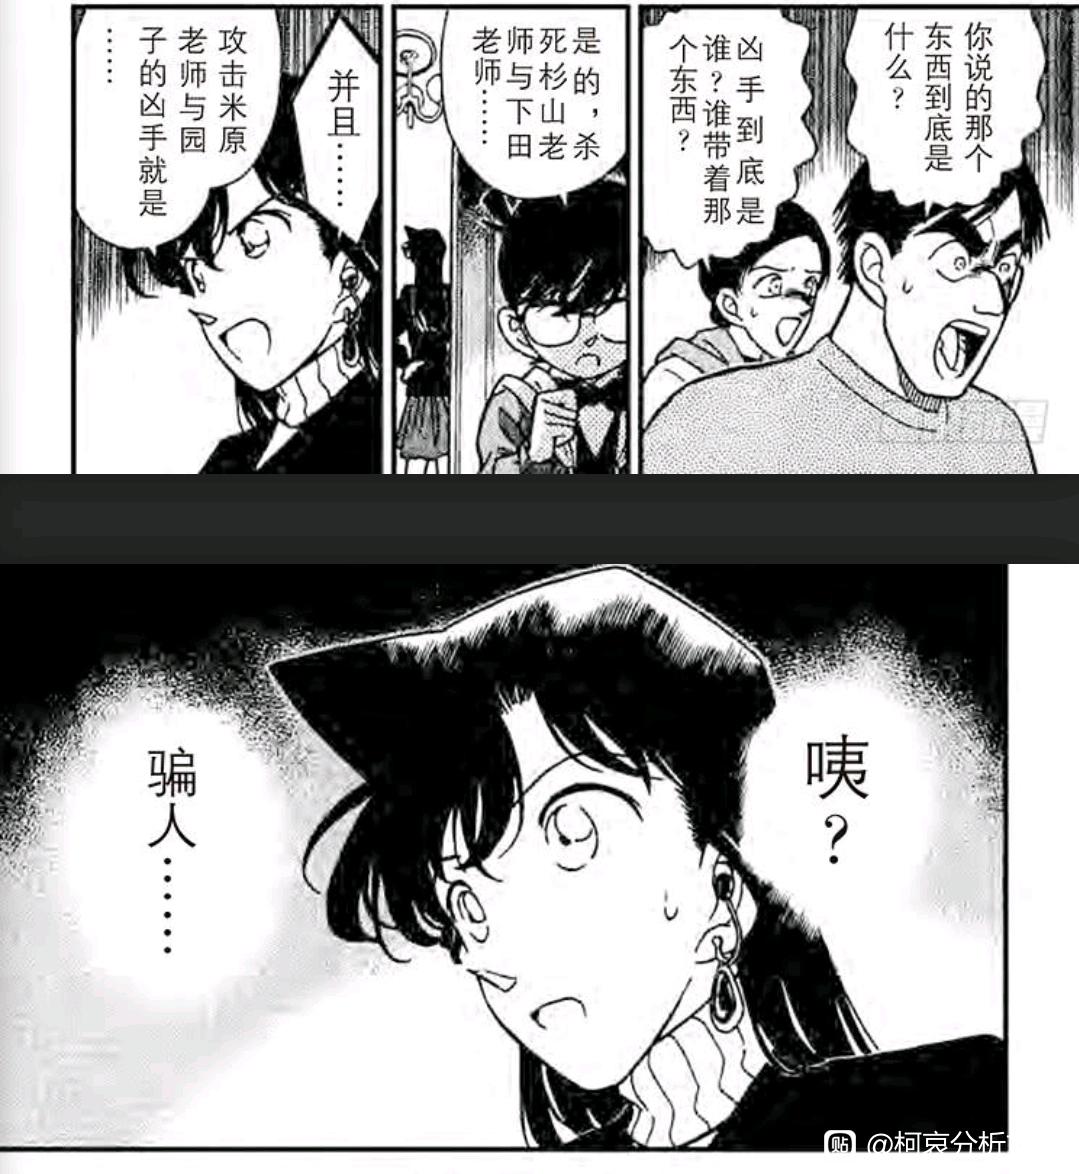 你说的那个
东西到底是
什么？
凶手到底是
谁？谁带着那
个东西？
是的，杀
死杉山老
师与下田
老师……
并且……
攻击米原
老师与园
子的凶手就是
……
咦？
骗人……
贴 @柯哀分析